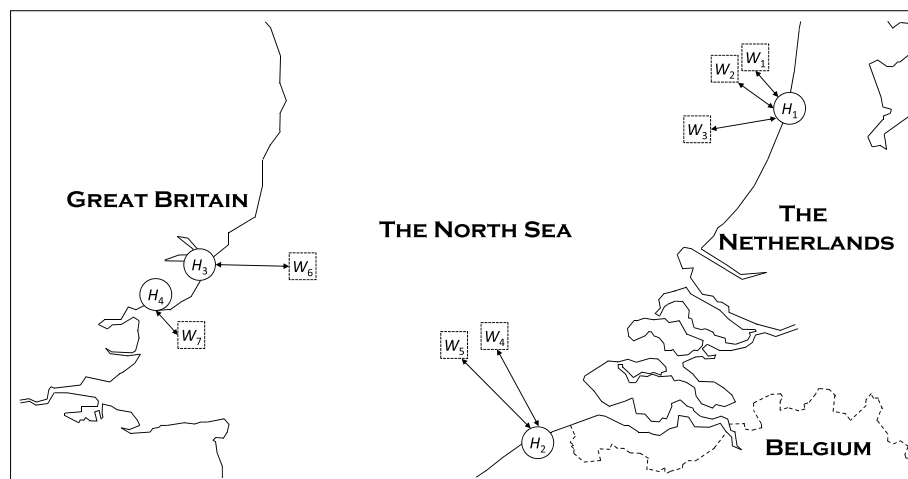 W1
W2
H1
W3
GREAT BRITAIN
THE NORTH SEA
THE
NETHERLANDS
H3
W6
H4
W7
W5
W4
H2
BELGIUM